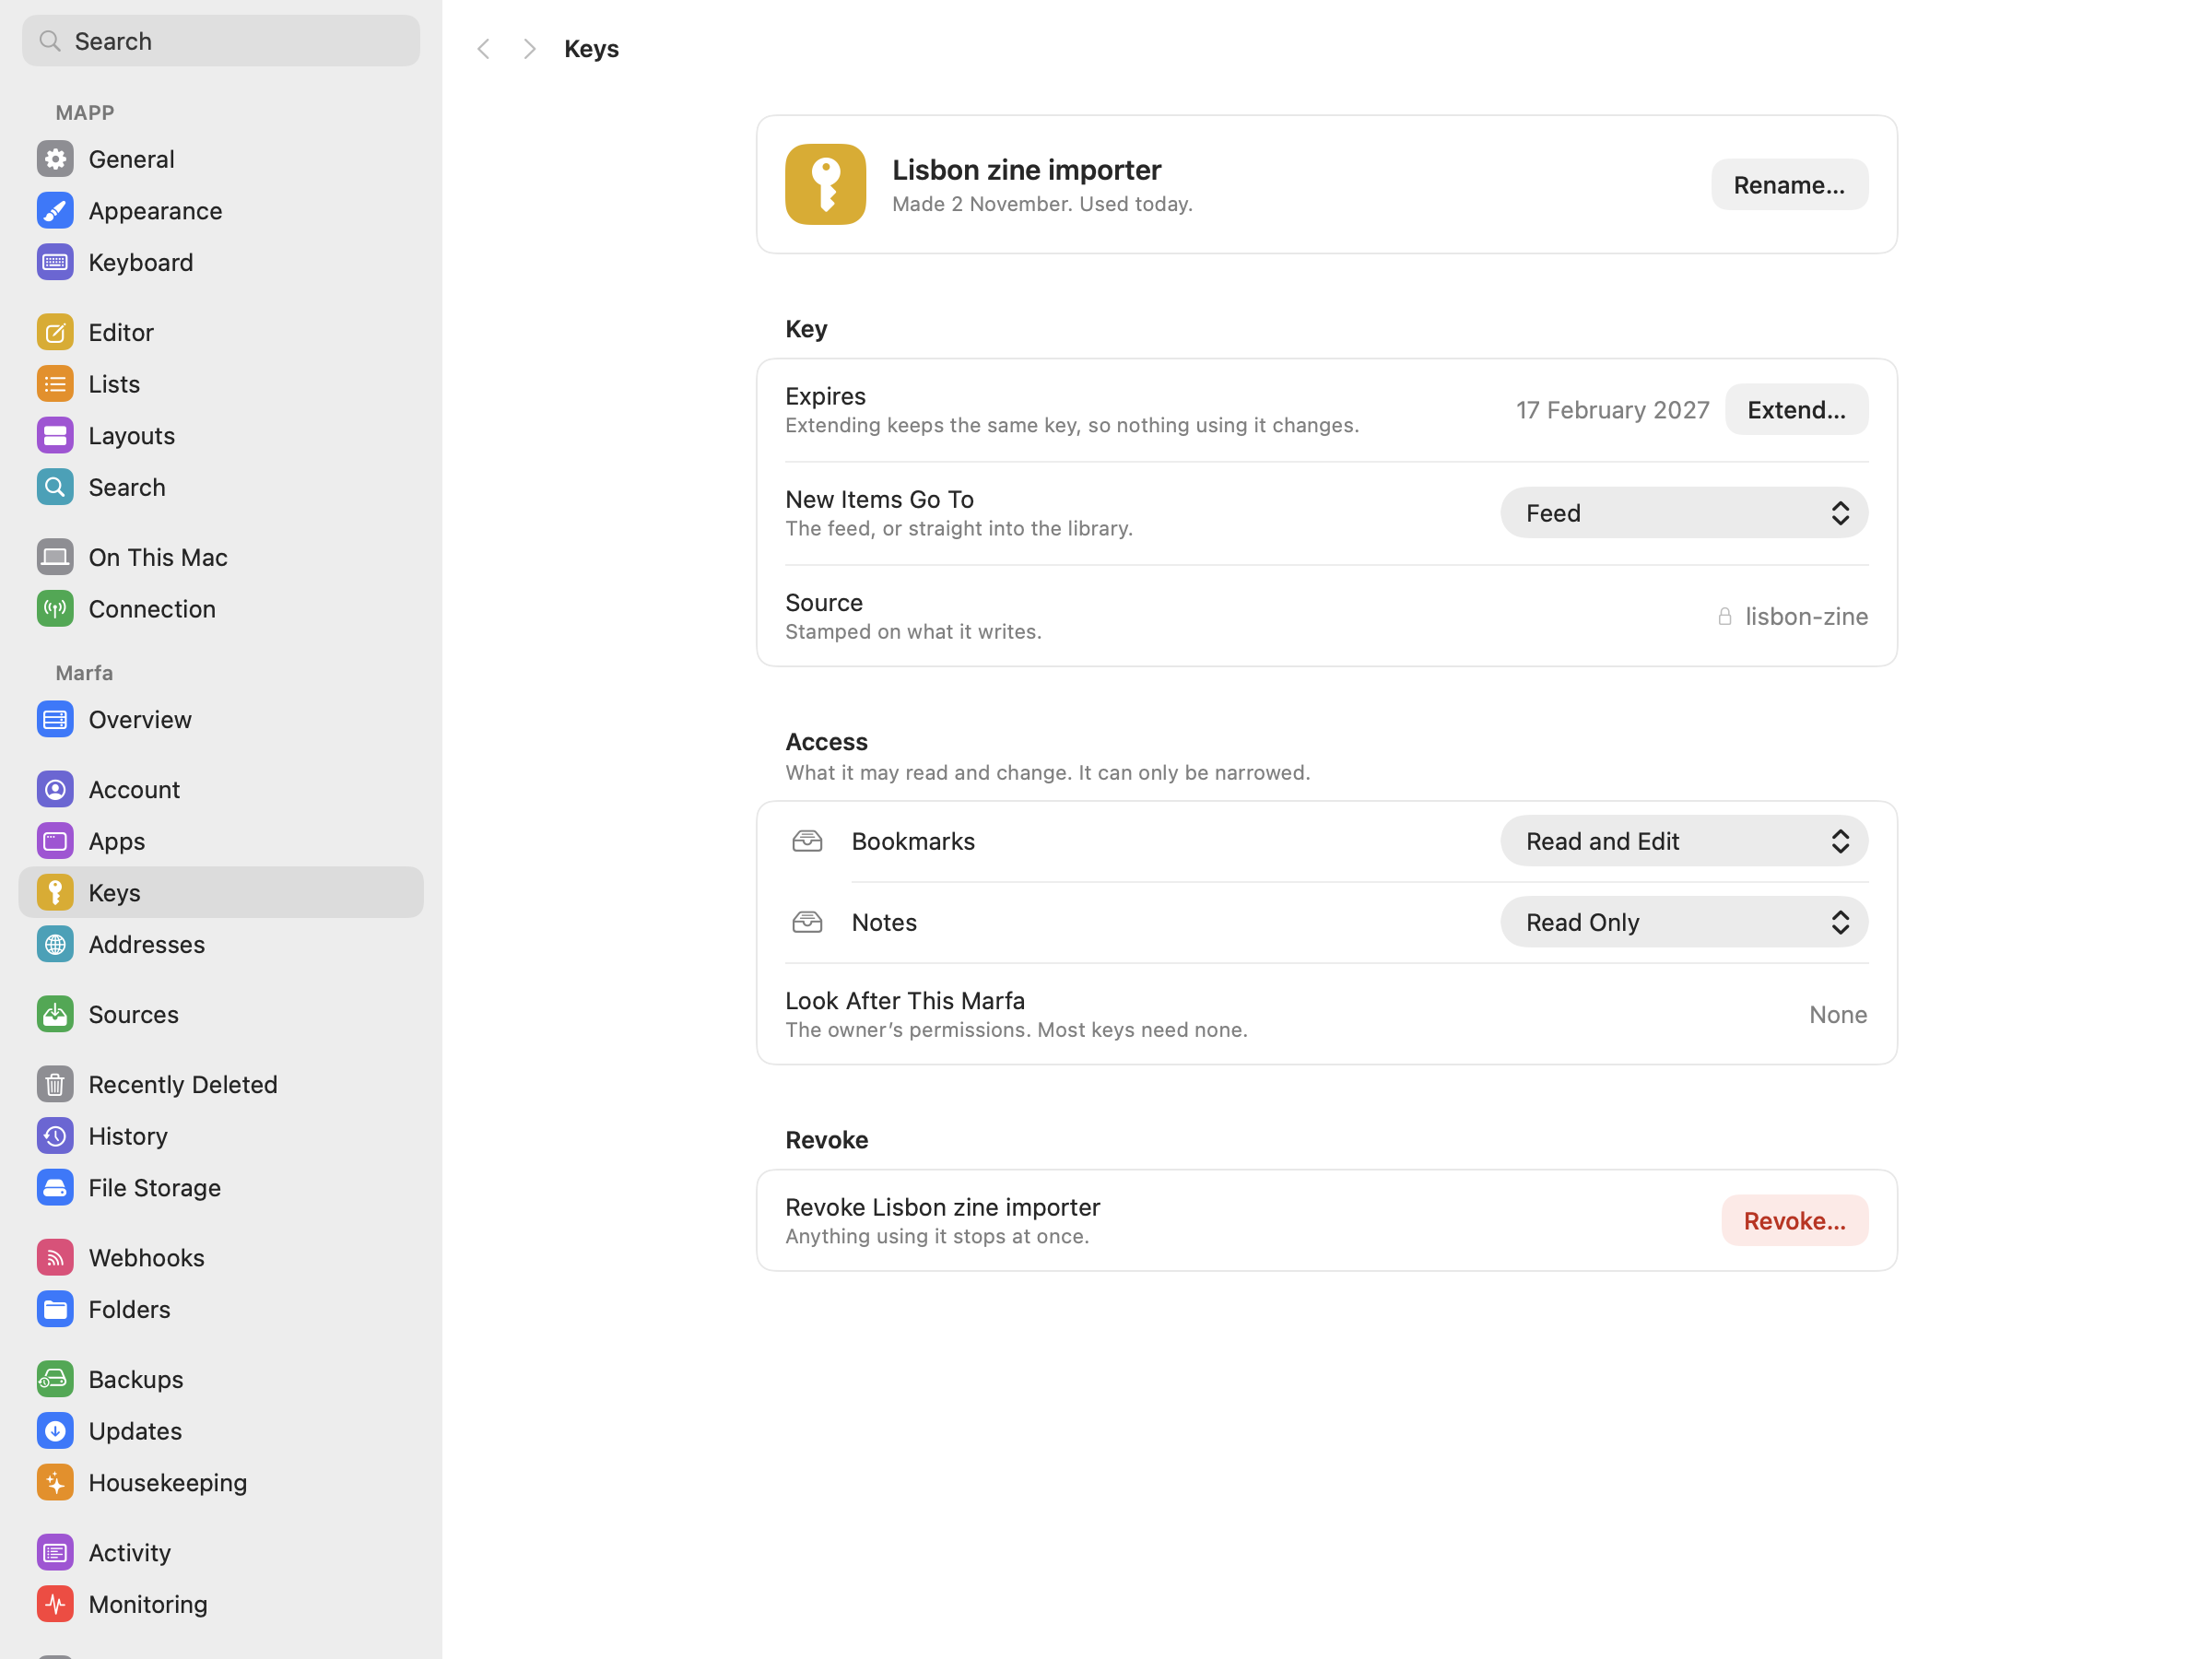 Search
MAPP
General
Appearance
Keyboard
Editor
Lists
Layouts
Search
On This Mac
Connection
Marfa
Overview
Account
Apps
Keys
Addresses
Sources
Recently Deleted
History
File Storage
Webhooks
Folders
Backups
Updates
Housekeeping
Activity
Monitoring
Keys
Lisbon zine importer
Made 2 November. Used today.
Rename...
Key
Expires
Extending keeps the same key, so nothing using it changes.
17 February 2027
Extend...
New Items Go To
The feed, or straight into the library.
Feed
Source
Stamped on what it writes.
lisbon-zine
Access
What it may read and change. It can only be narrowed.
Bookmarks
Read and Edit
Notes
Read Only
Look After This Marfa
The owner’s permissions. Most keys need none.
None
Revoke
Revoke Lisbon zine importer
Anything using it stops at once.
Revoke...